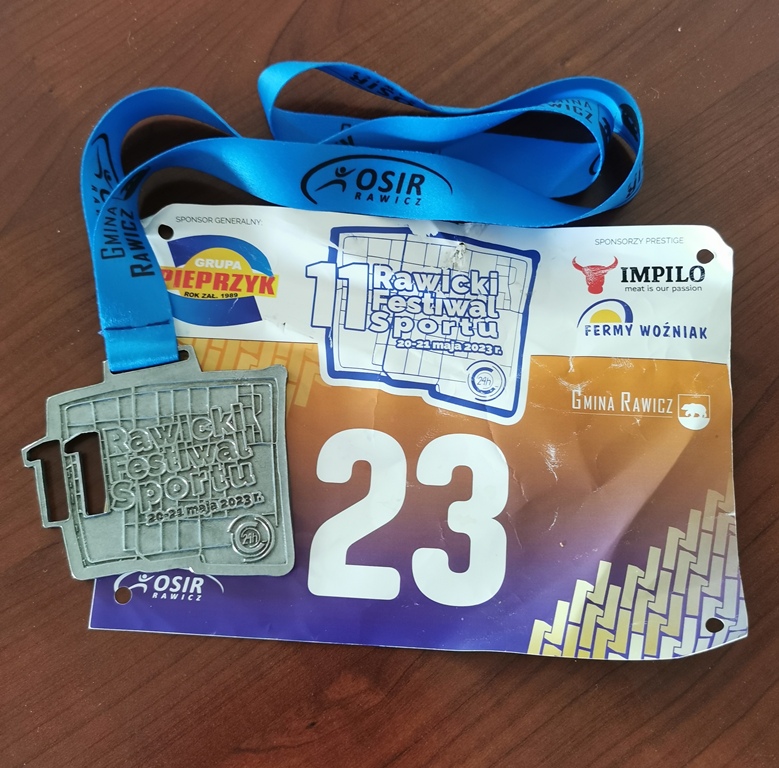 OSIR
RAWICZ
GMINA
RAWICZ
SPONSOR GENERALNY:
GRUPA
PIEPRZYK
ROK ZAŁ. 1989
11 Rawicki
Festiwal
Sportu
20-21 maja 2023 r.
24h
SPONSORZY PRESTIGE
IMPILO
meat is our passion
FERMY WOŹNIAK
GMINA RAWICZ
23
11 Rawicki
Festiwal
Sportu
20-21 maja 2023 r.
24h
OSIR
RAWICZ